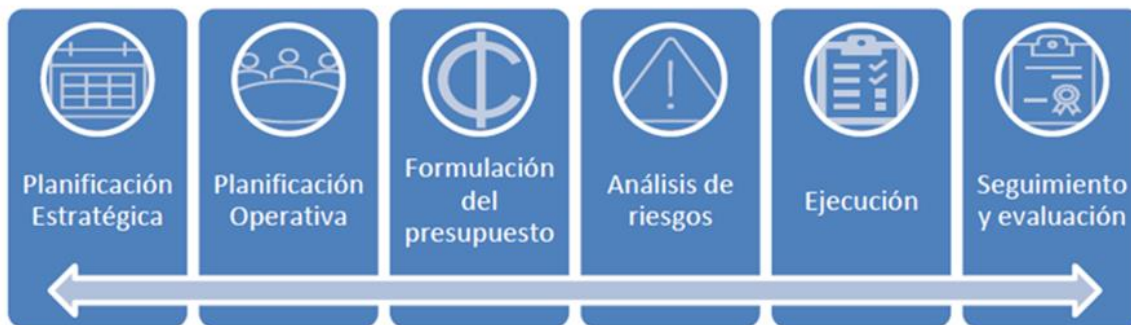 Planificación
Estratégica
Planificación
Operativa
Formulación
del
presupuesto
Análisis de
riesgos
Ejecución
Seguimiento
y evaluación